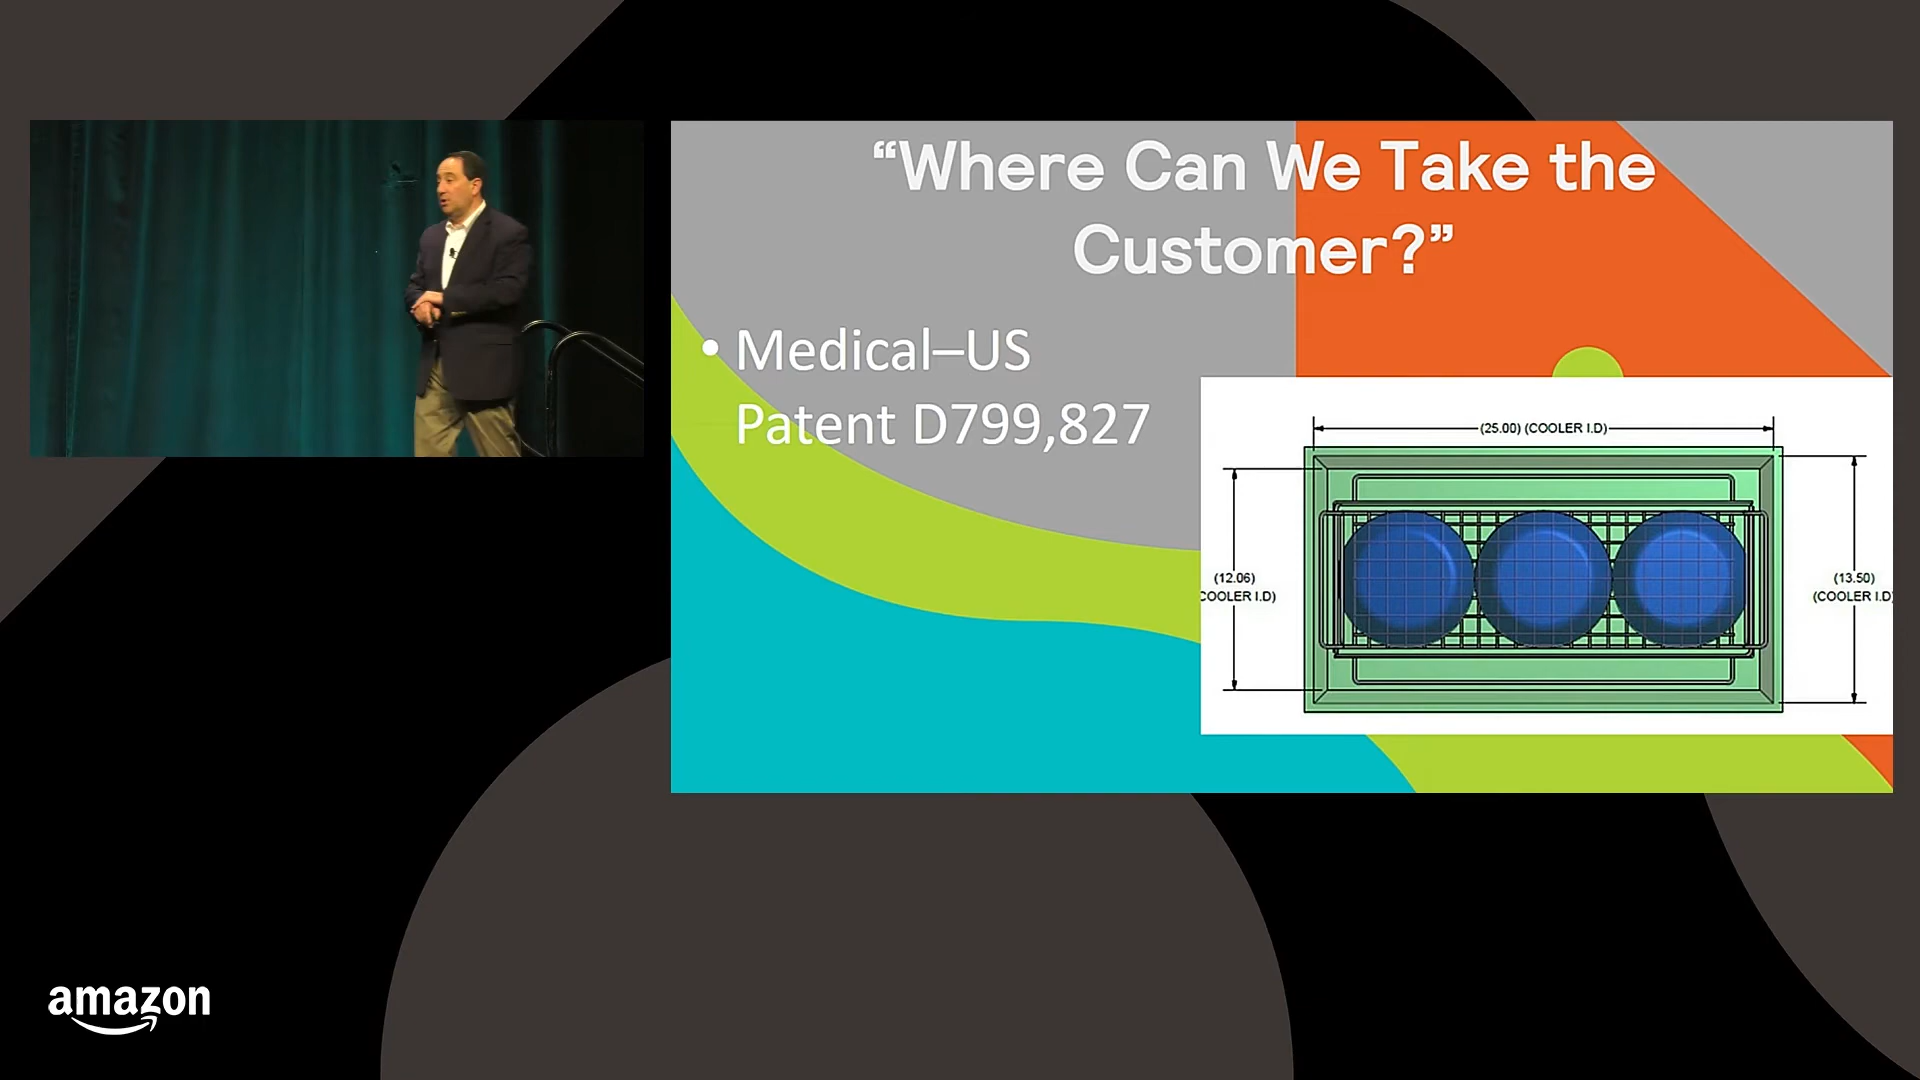 “Where Can We Take the
Customer?”
• Medical–US
Patent D799,827
(25.00) (COOLER I.D)
(12.06)
COOLER I.D)
(13.50)
(COOLER I.D)
amazon